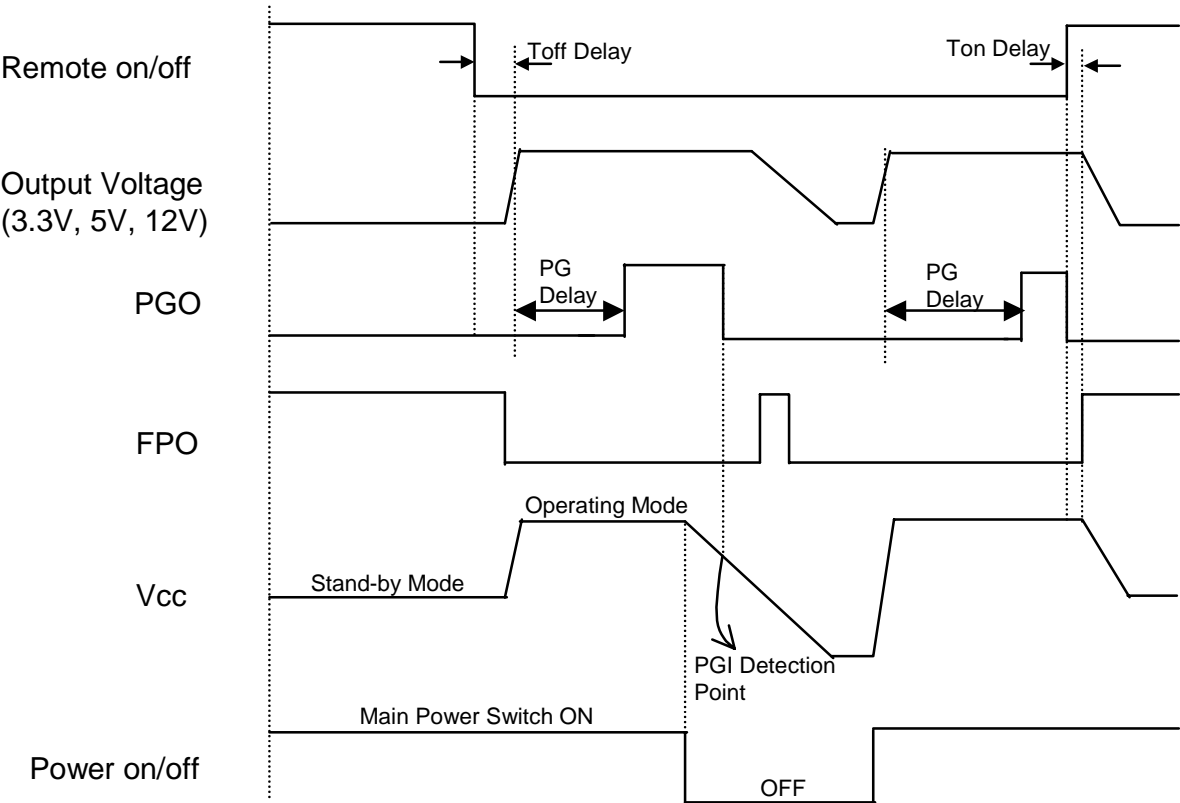 Remote on/off
Toff Delay
Ton Delay
Output Voltage
(3.3V, 5V, 12V)
PGO
PG
Delay
PG
Delay
FPO
Operating Mode
Vcc
Stand-by Mode
PGI Detection
Point
Main Power Switch ON
Power on/off
OFF